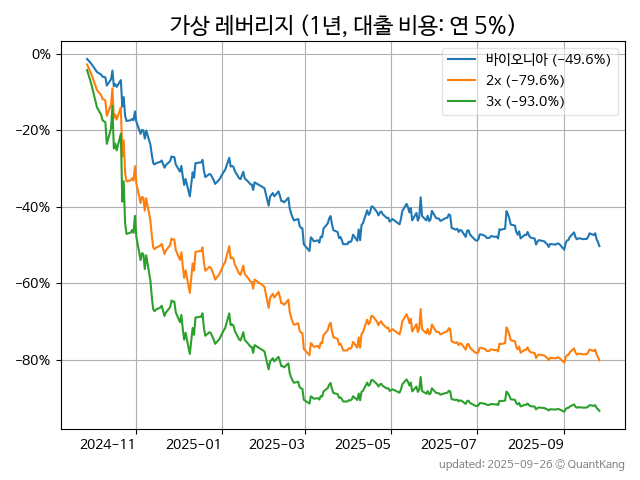 가상 레버리지 (1년, 대출 비용: 연 5%)
바이오니아 (−49.6%)
2x (−79.6%)
3x (−93.0%)
0%
−20%
−40%
−60%
−80%
2024−11 2025−01 2025−03 2025−05 2025−07 2025−09
updated: 2025-09-26 © QuantKang